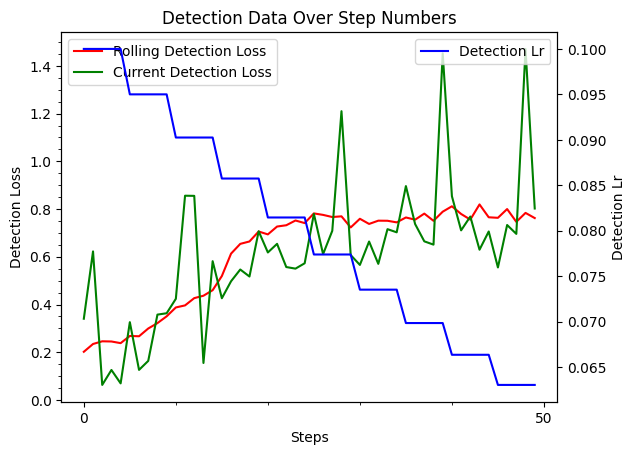 Detection Data Over Step Numbers
Rolling Detection Loss
Current Detection Loss
Detection Lr
1.4
1.2
1.0
0.8
0.6
0.4
0.2
0.0
Detection Loss
0.100
0.095
0.090
0.085
0.080
0.075
0.070
0.065
Detection Lr
0
50
Steps